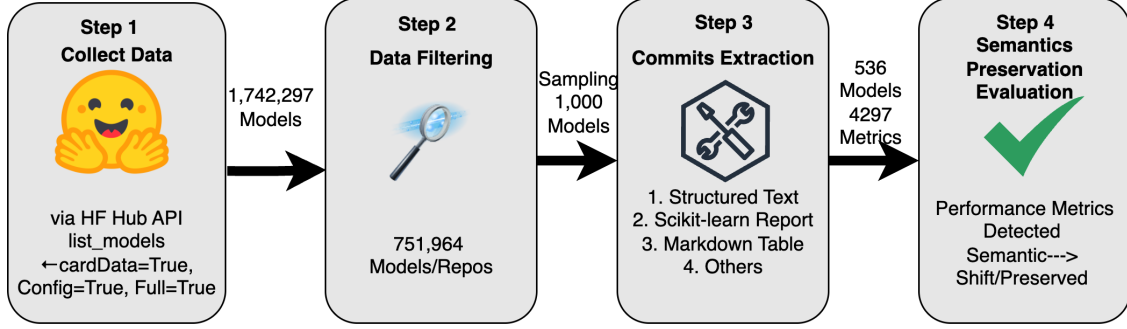 Step 1
Collect Data
via HF Hub API
list_models
←cardData=True,
Config=True, Full=True
1,742,297
Models
Step 2
Data Filtering
751,964
Models/Repos
Sampling
1,000
Models
Step 3
Commits Extraction
1. Structured Text
2. Scikit-learn Report
3. Markdown Table
4. Others
536
Models
4297
Metrics
Step 4
Semantics
Preservation
Evaluation
Performance Metrics
Detected
Semantic--->
Shift/Preserved